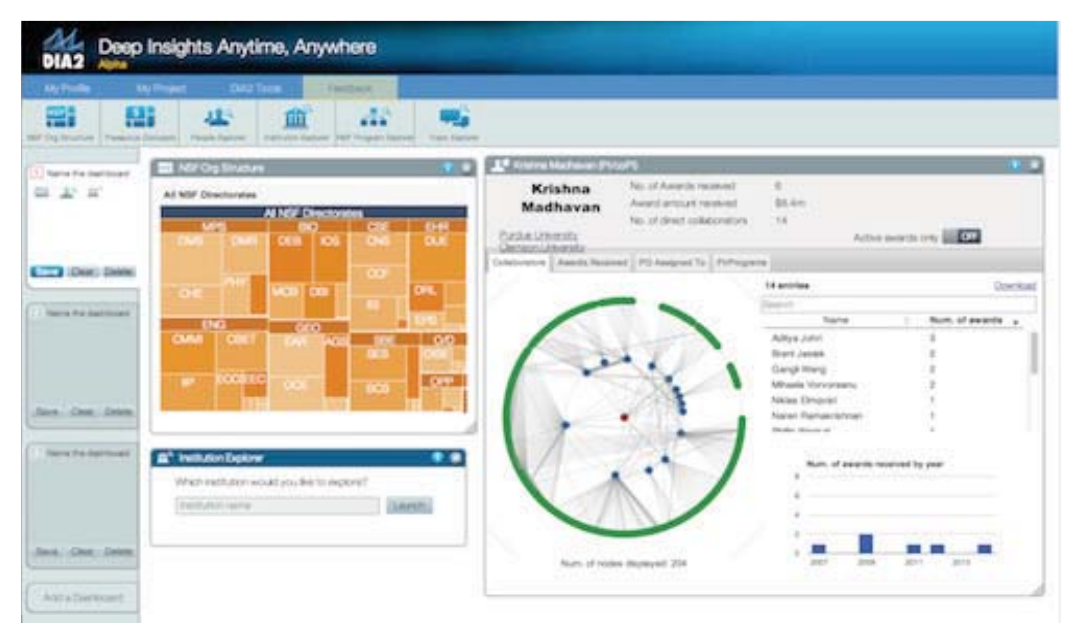 DIA2 Deep Insights Anytime, Anywhere
Alpha
My Profile My Project DIA2 Tools Feedback
NSF Org Structure People Explorer Institution Explorer NSF Program Explorer Topic Explorer
1 Name the dashboard
Save Clear Delete
2 Name the dashboard
Save Clear Delete
Name the dashboard
Save Clear Delete
Add a Dashboard
NSF Org Structure
All NSF Directorates
All NSF Directorates
MPS BIO CSE EHR
DMS DMR DEB IOS CNS DUE
CCF
CHE PHY MCB DBI IIS DRL
ENG GEO SBE O/D
CMMI CBET AGS SES
IIP ECCS EEC OCE BCS OPP
Institution Explorer
Which institution would you like to explore?
Institution name Launch
Krishna Madhavan (PI/coPI)
Krishna Madhavan
No. of Awards received 6
Award amount received $8.4m
No. of direct collaborators 14
Purdue University
Clemson University
Active awards only OFF
Collaborators Awards Received PO Assigned To PI/Programs
Num. of nodes displayed: 204
14 entries Download
Search
Name Num. of awards
Aditya Johri 3
Brent Jesiek 2
Gangli Wang 2
Mihaela Vorvoreanu 2
Niklas Elmqvist 1
Naren Ramakrishnan 1
Num. of awards received by year
8
6
4
2
0
2007 2009 2011 2013